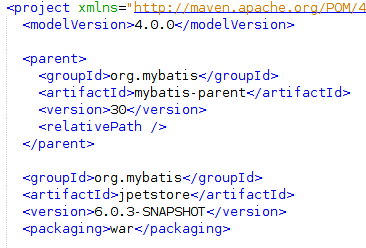 <project xmlns="http://maven.apache.org/POM/4
<modelVersion>4.0.0</modelVersion>
<parent>
<groupId>org.mybatis</groupId>
<artifactId>mybatis-parent</artifactId>
<version>30</version>
<relativePath />
</parent>
<groupId>org.mybatis</groupId>
<artifactId>jpetstore</artifactId>
<version>6.0.3-SNAPSHOT</version>
<packaging>war</packaging>